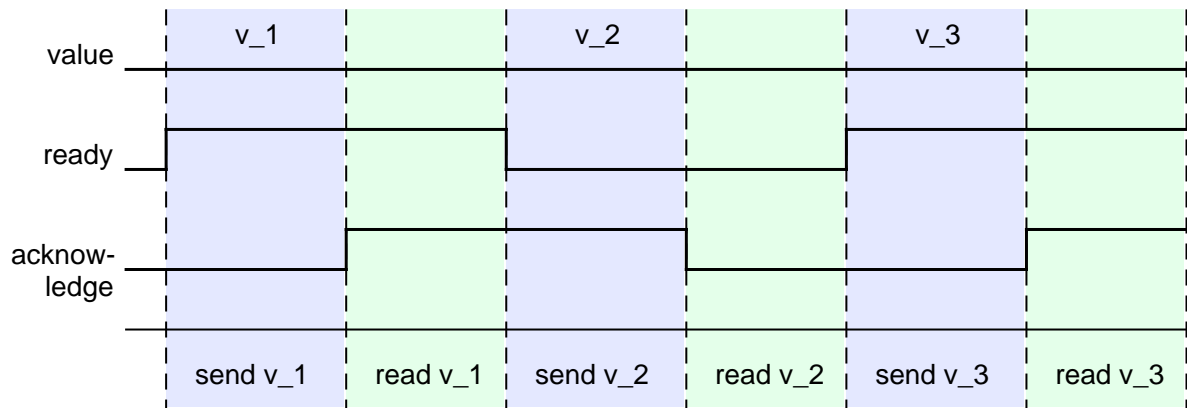 v_1 v_2 v_3
value
ready
acknow-
ledge
send v_1 read v_1 send v_2 read v_2 send v_3 read v_3